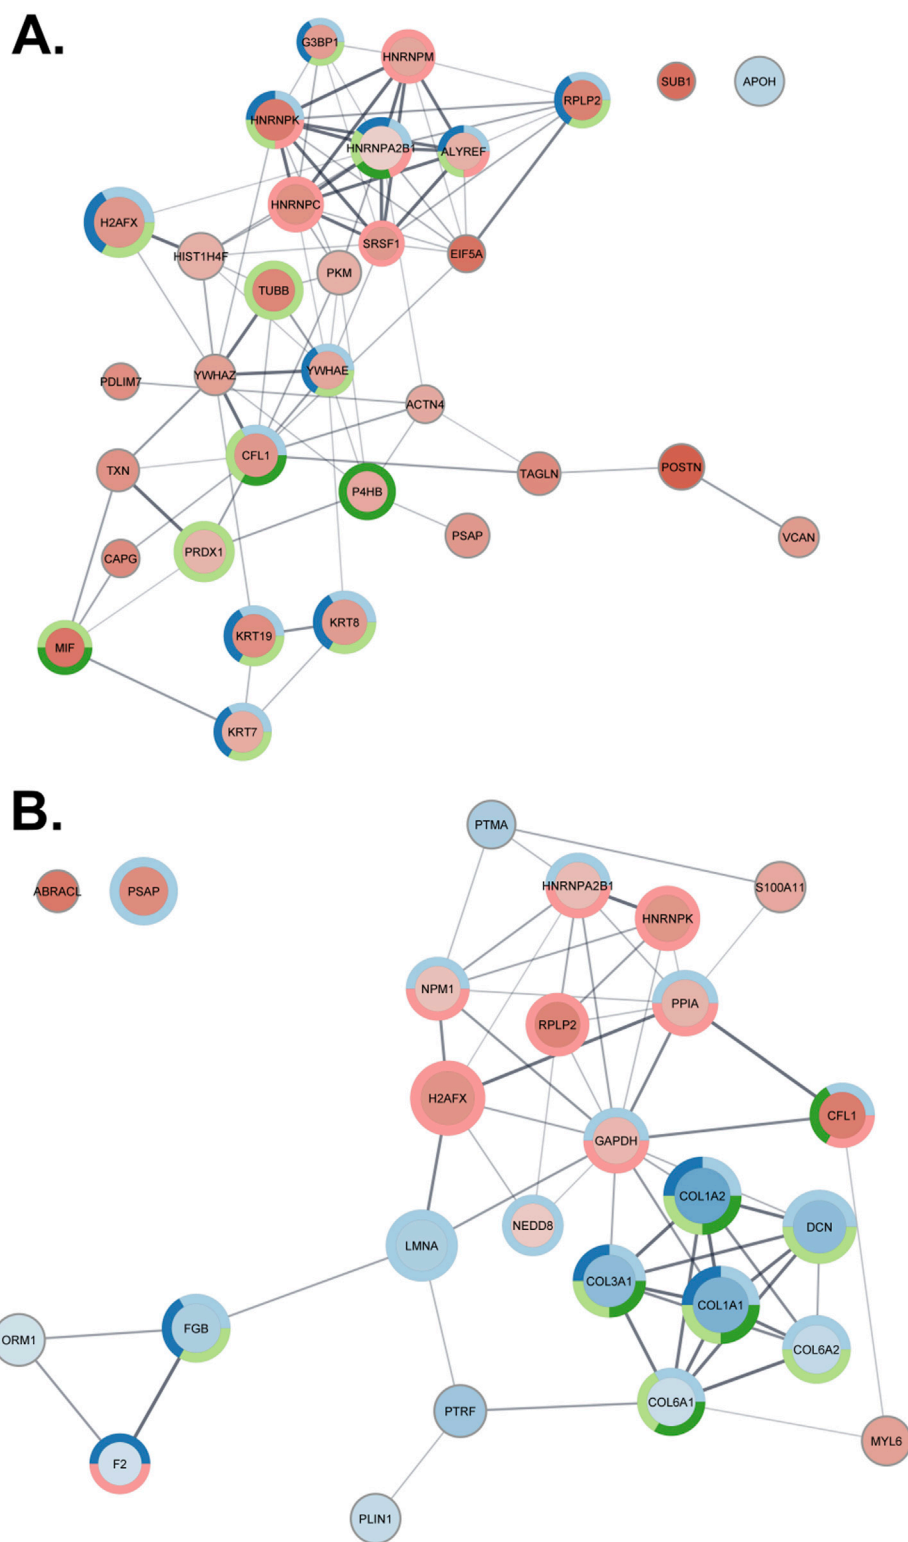 A.
G3BP1
HNRNPM
SUB1
APOH
RPLP2
HNRNPK
HNRNPA2B1
ALYREF
HNRNPC
H2AFX
SRSF1
EIF5A
HIST1H4F
PKM
TUBB
YWHAZ
YWHAE
PDLIM7
ACTN4
CFL1
TXN
TAGLN
POSTN
P4HB
PSAP
VCAN
PRDX1
CAPG
KRT19
KRT8
MIF
KRT7
B.
PTMA
ABRACL
PSAP
HNRNPA2B1
S100A11
HNRNPK
NPM1
PPIA
RPLP2
H2AFX
CFL1
GAPDH
COL1A2
NEDD8
DCN
LMNA
COL3A1
COL1A1
FGB
ORM1
COL6A2
COL6A1
PTRF
MYL6
F2
PLIN1